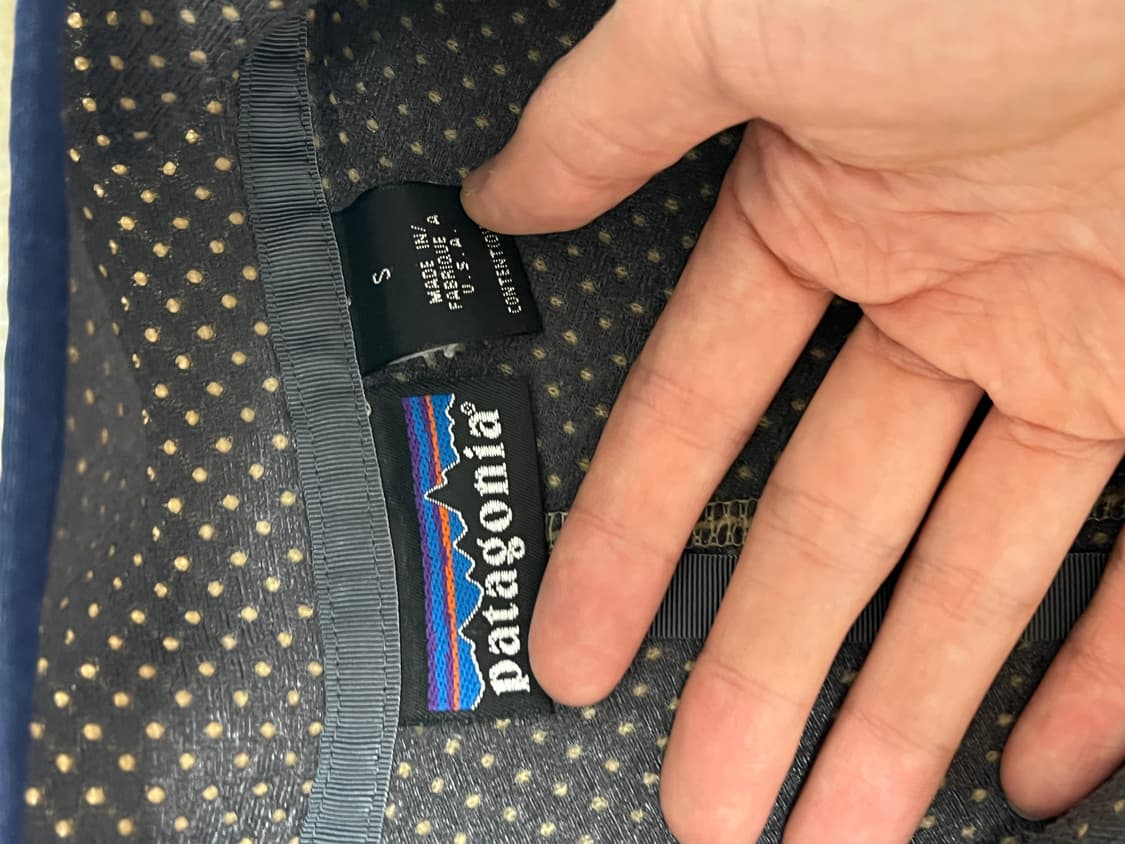 S
MADE IN/
FABRIQUE A
U.S.A.
patagonia®